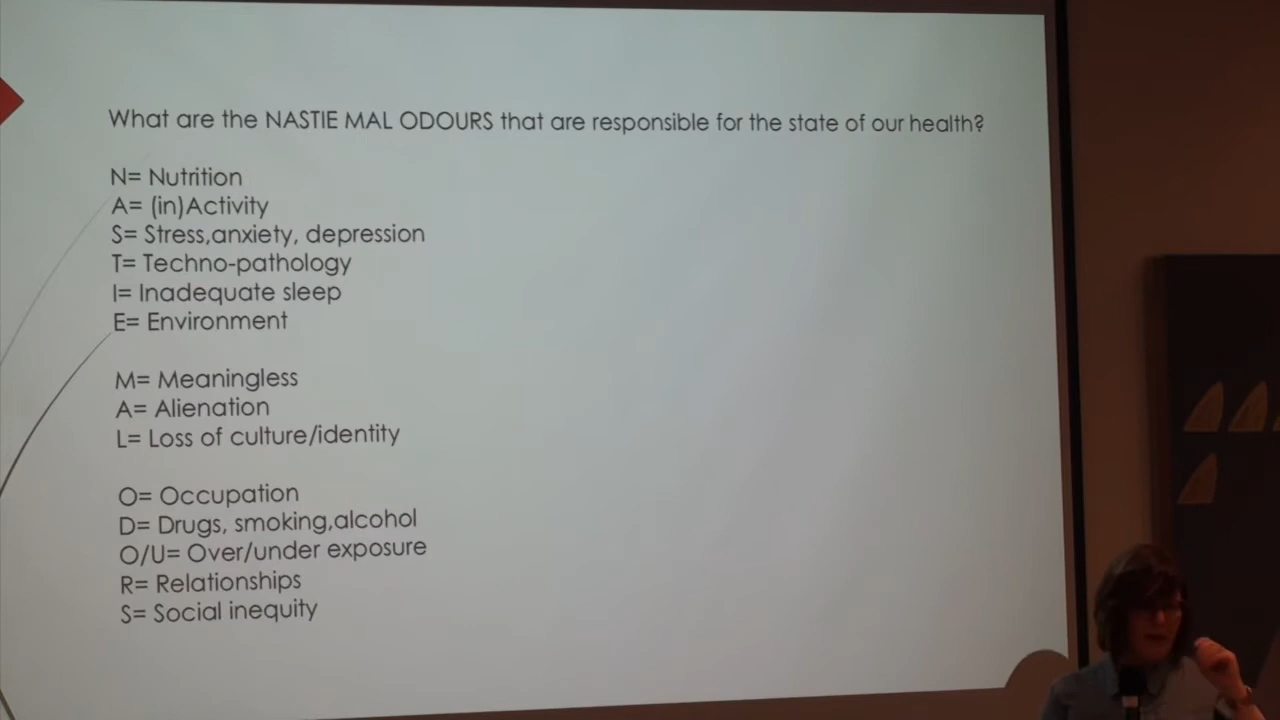 What are the NASTIE MAL ODOURS that are responsible for the state of our health?
N= Nutrition
A= (in)Activity
S= Stress,anxiety, depression
T= Techno-pathology
I= Inadequate sleep
E= Environment
M= Meaningless
A= Alienation
L= Loss of culture/identity
O= Occupation
D= Drugs, smoking,alcohol
O/U= Over/under exposure
R= Relationships
S= Social inequity